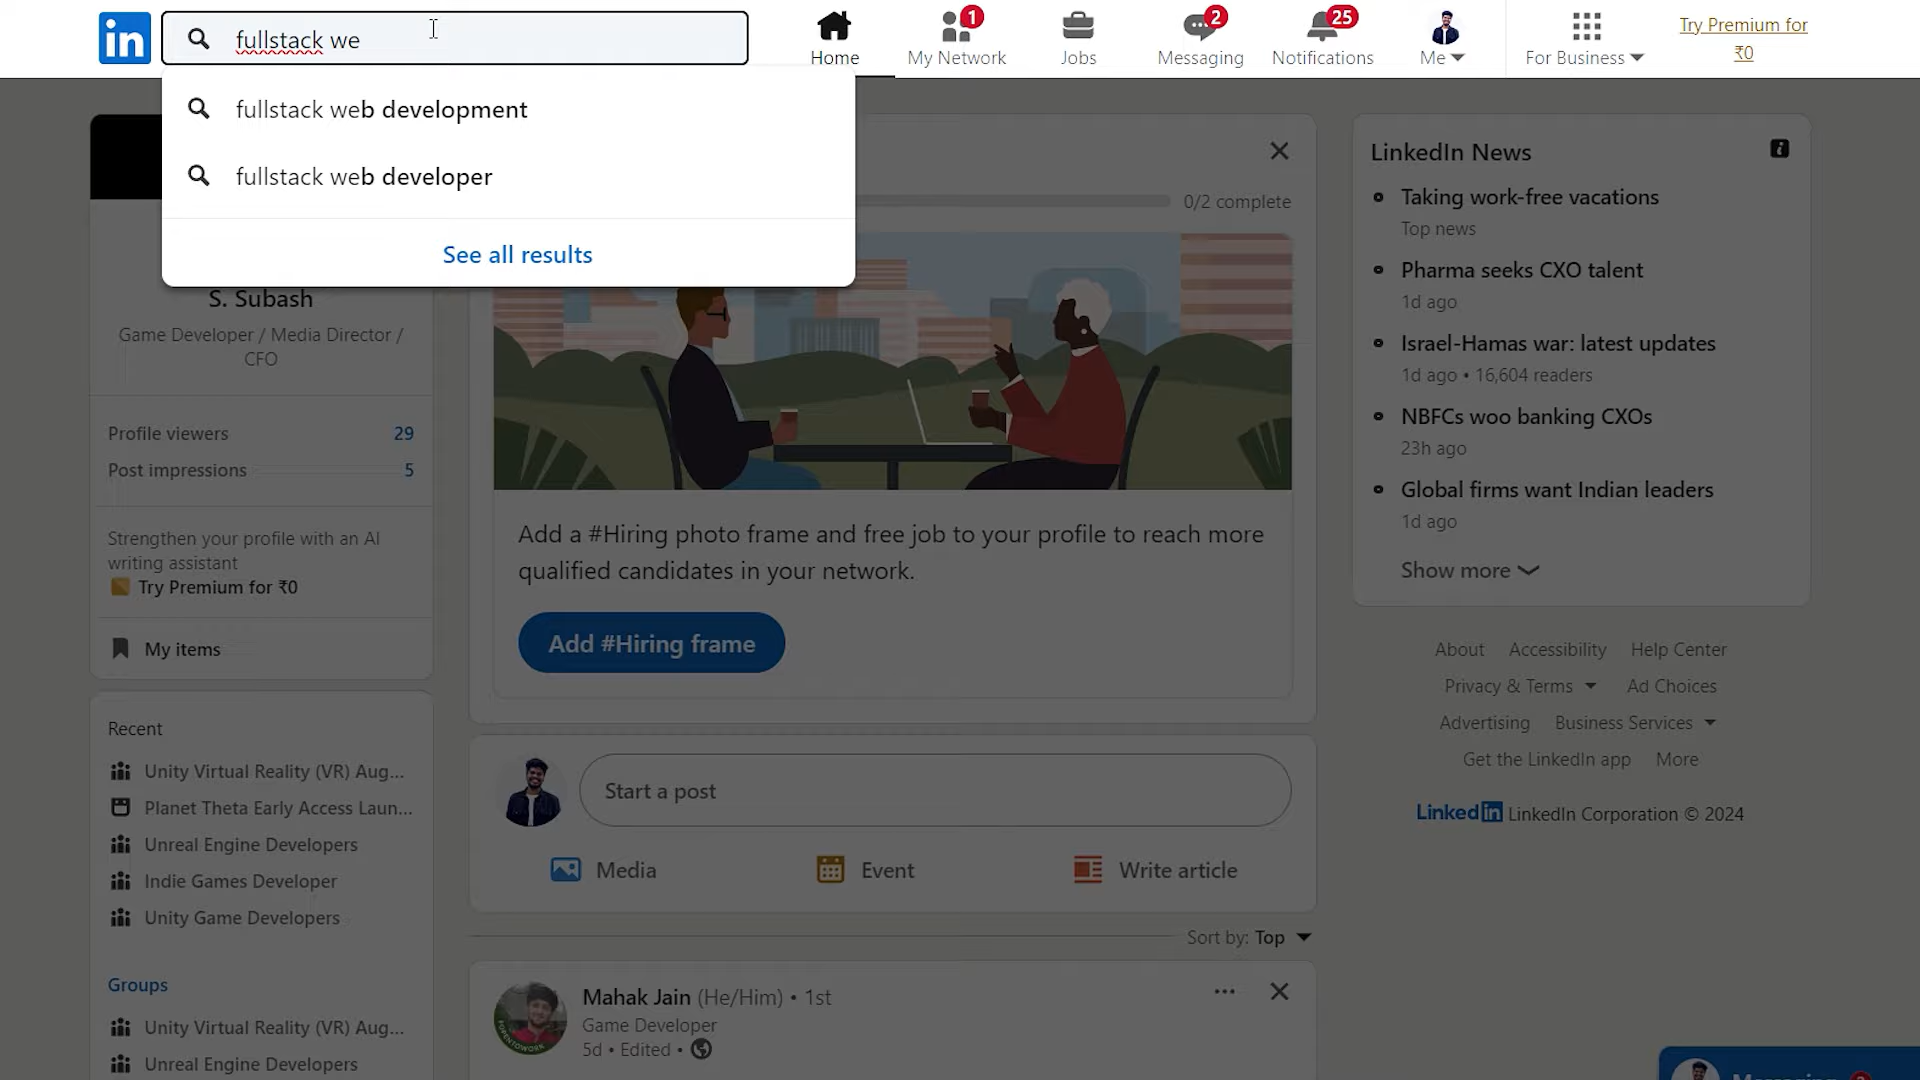 in
fullstack we
Home
1
My Network
Jobs
2
Messaging
25
Notifications
Me
For Business
Try Premium for
₹0
fullstack web development
fullstack web developer
See all results
S. Subash
Game Developer / Media Director /
CFO
Profile viewers 29
Post impressions 5
Strengthen your profile with an AI
writing assistant
Try Premium for ₹0
My items
Recent
Unity Virtual Reality (VR) Aug...
Planet Theta Early Access Laun...
Unreal Engine Developers
Indie Games Developer
Unity Game Developers
Groups
Unity Virtual Reality (VR) Aug...
Unreal Engine Developers
0/2 complete
Add a #Hiring photo frame and free job to your profile to reach more
qualified candidates in your network.
Add #Hiring frame
Start a post
Media
Event
Write article
Sort by: Top
Mahak Jain (He/Him) • 1st
Game Developer
5d • Edited •
LinkedIn News
Taking work-free vacations
Top news
Pharma seeks CXO talent
1d ago
Israel-Hamas war: latest updates
1d ago • 16,604 readers
NBFCs woo banking CXOs
23h ago
Global firms want Indian leaders
1d ago
Show more
About Accessibility Help Center
Privacy & Terms Ad Choices
Advertising Business Services
Get the LinkedIn app More
LinkedIn LinkedIn Corporation © 2024